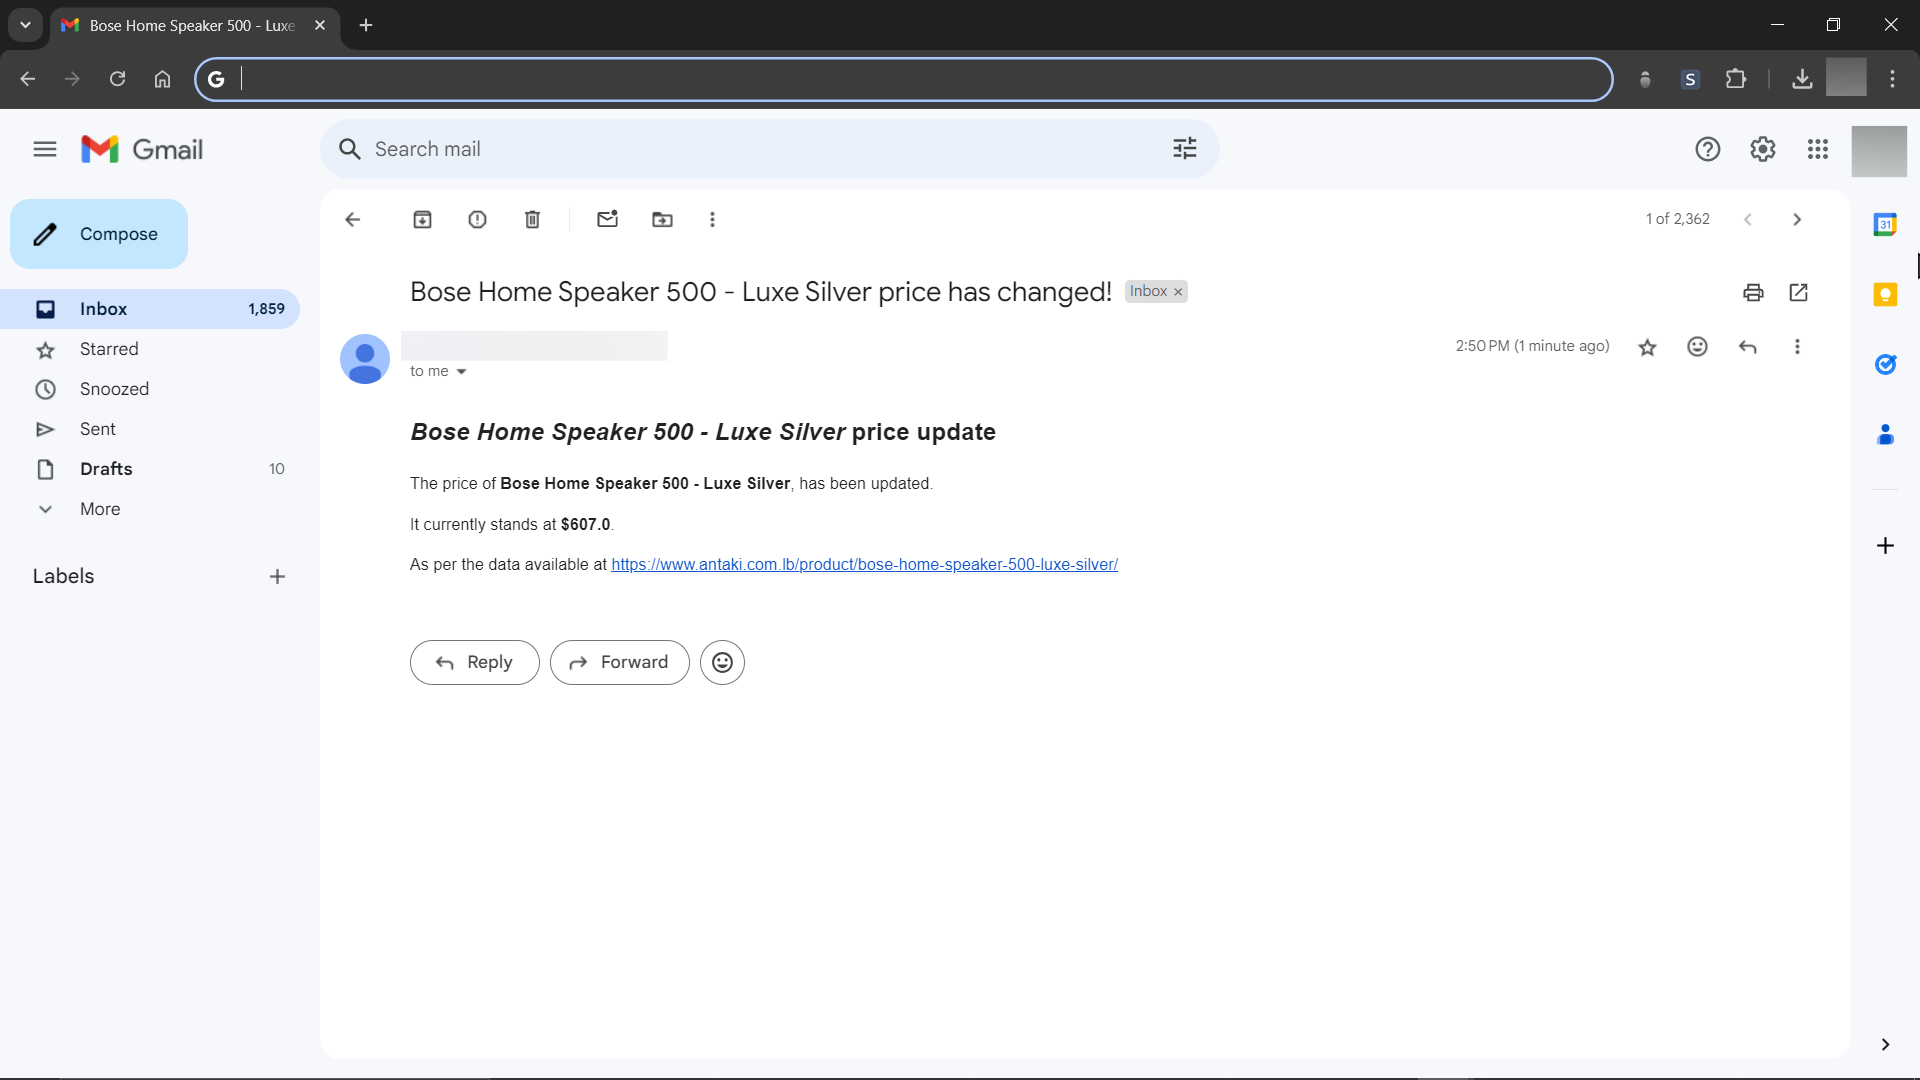 Bose Home Speaker 500 - Luxe
Gmail
Search mail
Compose
1 of 2,362
Bose Home Speaker 500 - Luxe Silver price has changed!
Inbox
Inbox 1,859
Starred
Snoozed
Sent
Drafts 10
More
Labels
2:50 PM (1 minute ago)
to me
Bose Home Speaker 500 - Luxe Silver price update
The price of Bose Home Speaker 500 - Luxe Silver, has been updated.
It currently stands at $607.0.
As per the data available at https://www.antaki.com.lb/product/bose-home-speaker-500-luxe-silver/
Reply
Forward
S
31